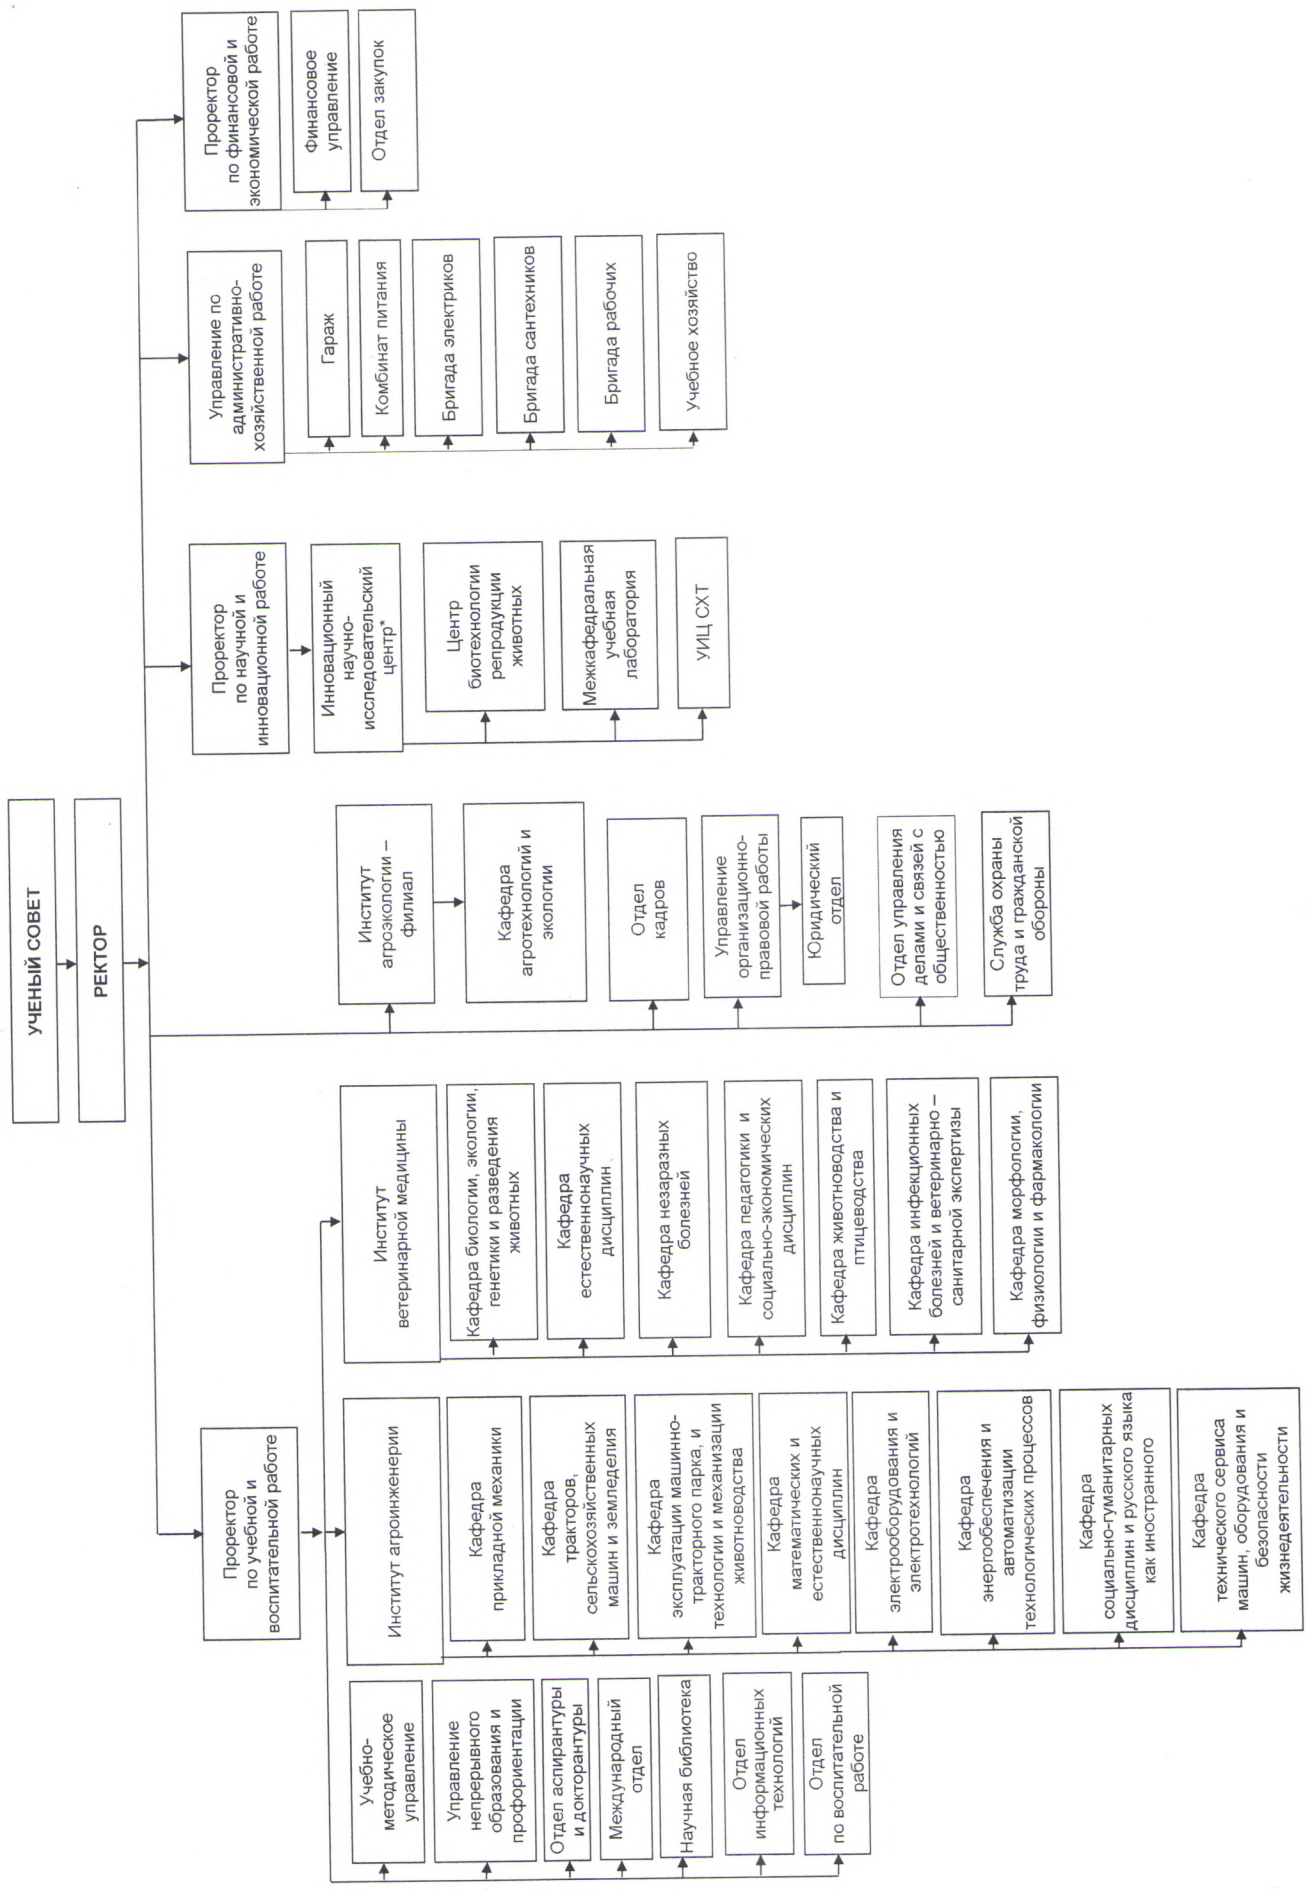 УЧЕНЫЙ СОВЕТ
РЕКТОР
Проректор
по учебной и
воспитательной работе
Учебно-
методическое
управление
Управление
непрерывного
образования и
профориентации
Отдел аспирантуры
и докторантуры
Международный
отдел
Научная библиотека
Отдел
информационных
технологий
Отдел
по воспитательной
работе
Институт агроинженерии
Кафедра
прикладной механики
Кафедра
тракторов,
сельскохозяйственных
машин и земледелия
Кафедра
эксплуатации машинно-
тракторного парка, и
технологии и механизации
животноводства
Кафедра
математических и
естественнонаучных
дисциплин
Кафедра
электрооборудования и
электротехнологий
Кафедра
энергообеспечения и
автоматизации
технологических процессов
Кафедра
социально-гуманитарных
дисциплин и русского языка
как иностранного
Кафедра
технического сервиса
машин, оборудования и
безопасности
жизнедеятельности
Институт
ветеринарной медицины
Кафедра биологии, экологии,
генетики и разведения
животных
Кафедра
естественнонаучных
дисциплин
Кафедра незаразных
болезней
Кафедра педагогики и
социально-экономических
дисциплин
Кафедра животноводства и
птицеводства
Кафедра инфекционных
болезней и ветеринарно –
санитарной экспертизы
Кафедра морфологии,
физиологии и фармакологии
Институт
агроэкологии –
филиал
Кафедра
агротехнологий и
экологии
Отдел
кадров
Управление
организационно-
правовой работы
Юридический
отдел
Отдел управления
делами и связей с
общественностью
Служба охраны
труда и гражданской
обороны
Проректор
по научной и
инновационной работе
Инновационный
научно-
исследовательский
центр*
Центр
биотехнологии
репродукции
животных
Межкафедральная
учебная
лаборатория
УИЦ СХТ
Управление по
административно-
хозяйственной работе
Гараж
Комбинат питания
Бригада электриков
Бригада сантехников
Бригада рабочих
Учебное хозяйство
Проректор
по финансовой и
экономической работе
Финансовое
управление
Отдел закупок